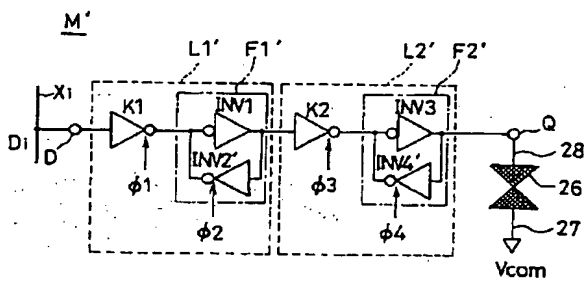 M'
L1' F1' L2' F2'
X1 K1 INV1 K2 INV3 Q
Di D INV2' INV4' 28
26
φ1 φ2 φ3 φ4 27
Vcom